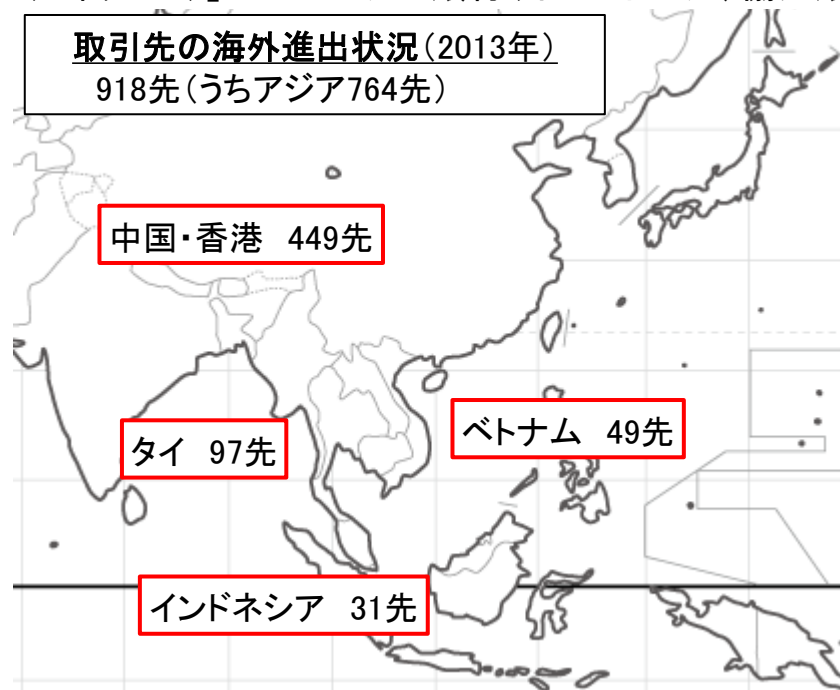 取引先の海外進出状況(2013年)
918先(うちアジア764先)
中国・香港 449先
タイ 97先
ベトナム 49先
インドネシア 31先